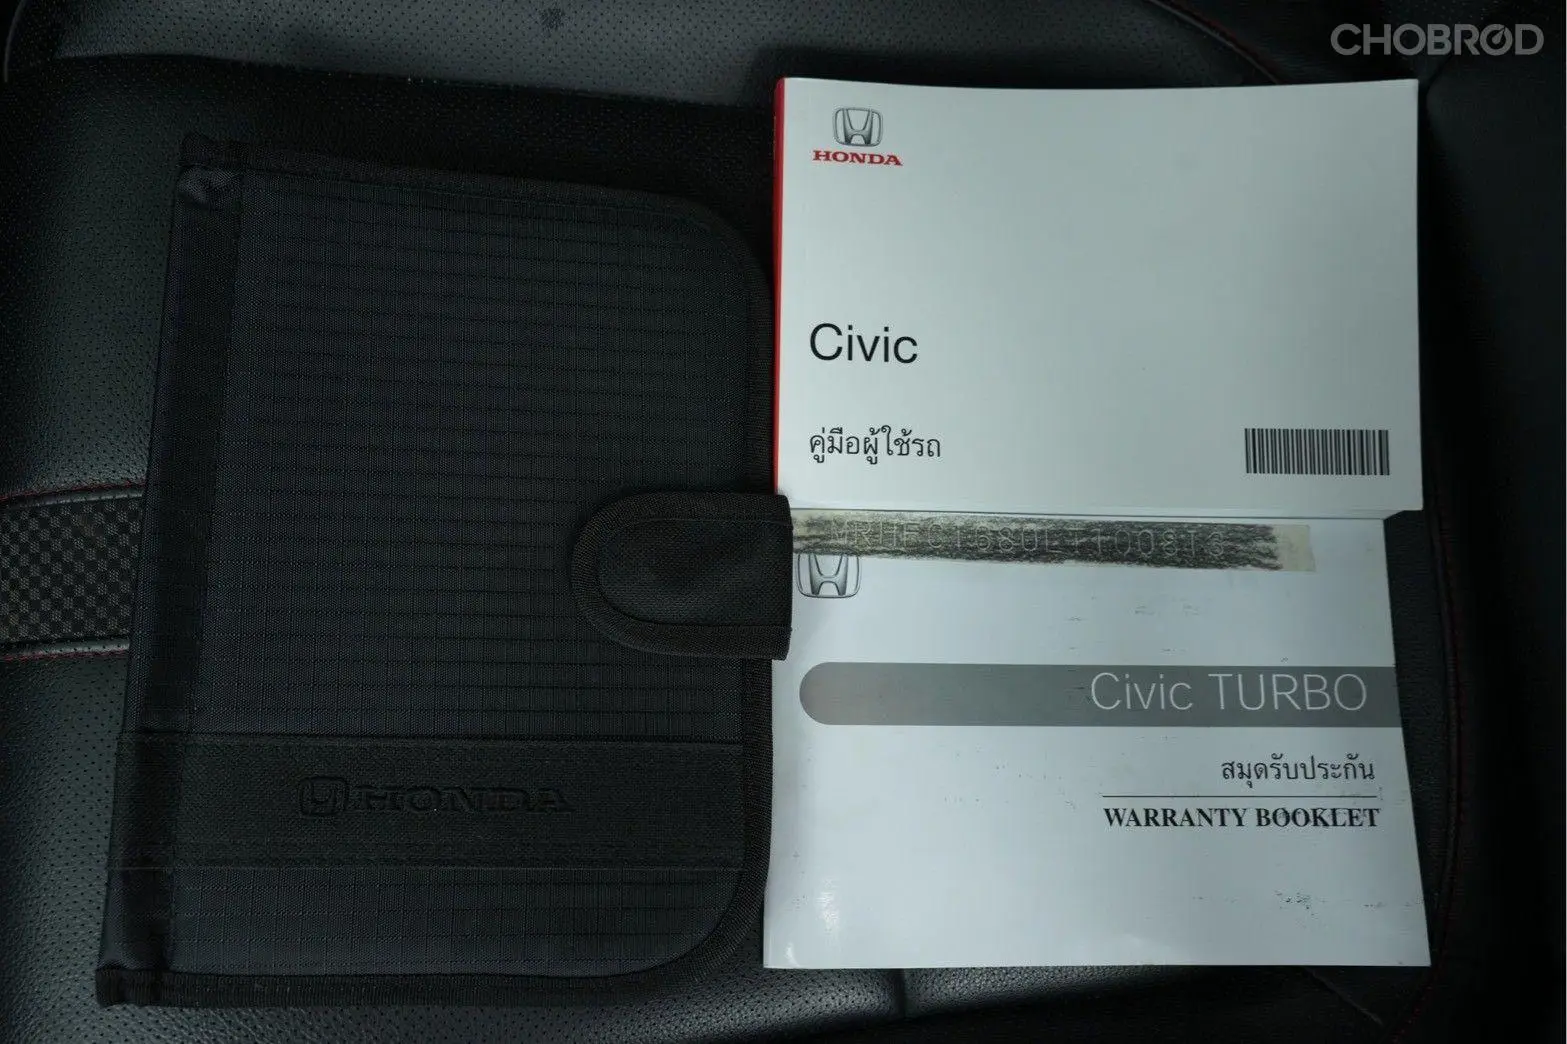 CHOBROD
HONDA
Civic
คู่มือผู้ใช้รถ
Civic TURBO
สมุดรับประกัน
WARRANTY BOOKLET
HONDA